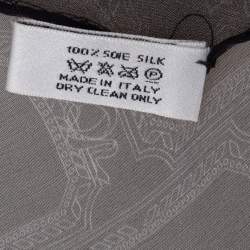 100% SOIE SILK
P
MADE IN ITALY
DRY CLEAN ONLY